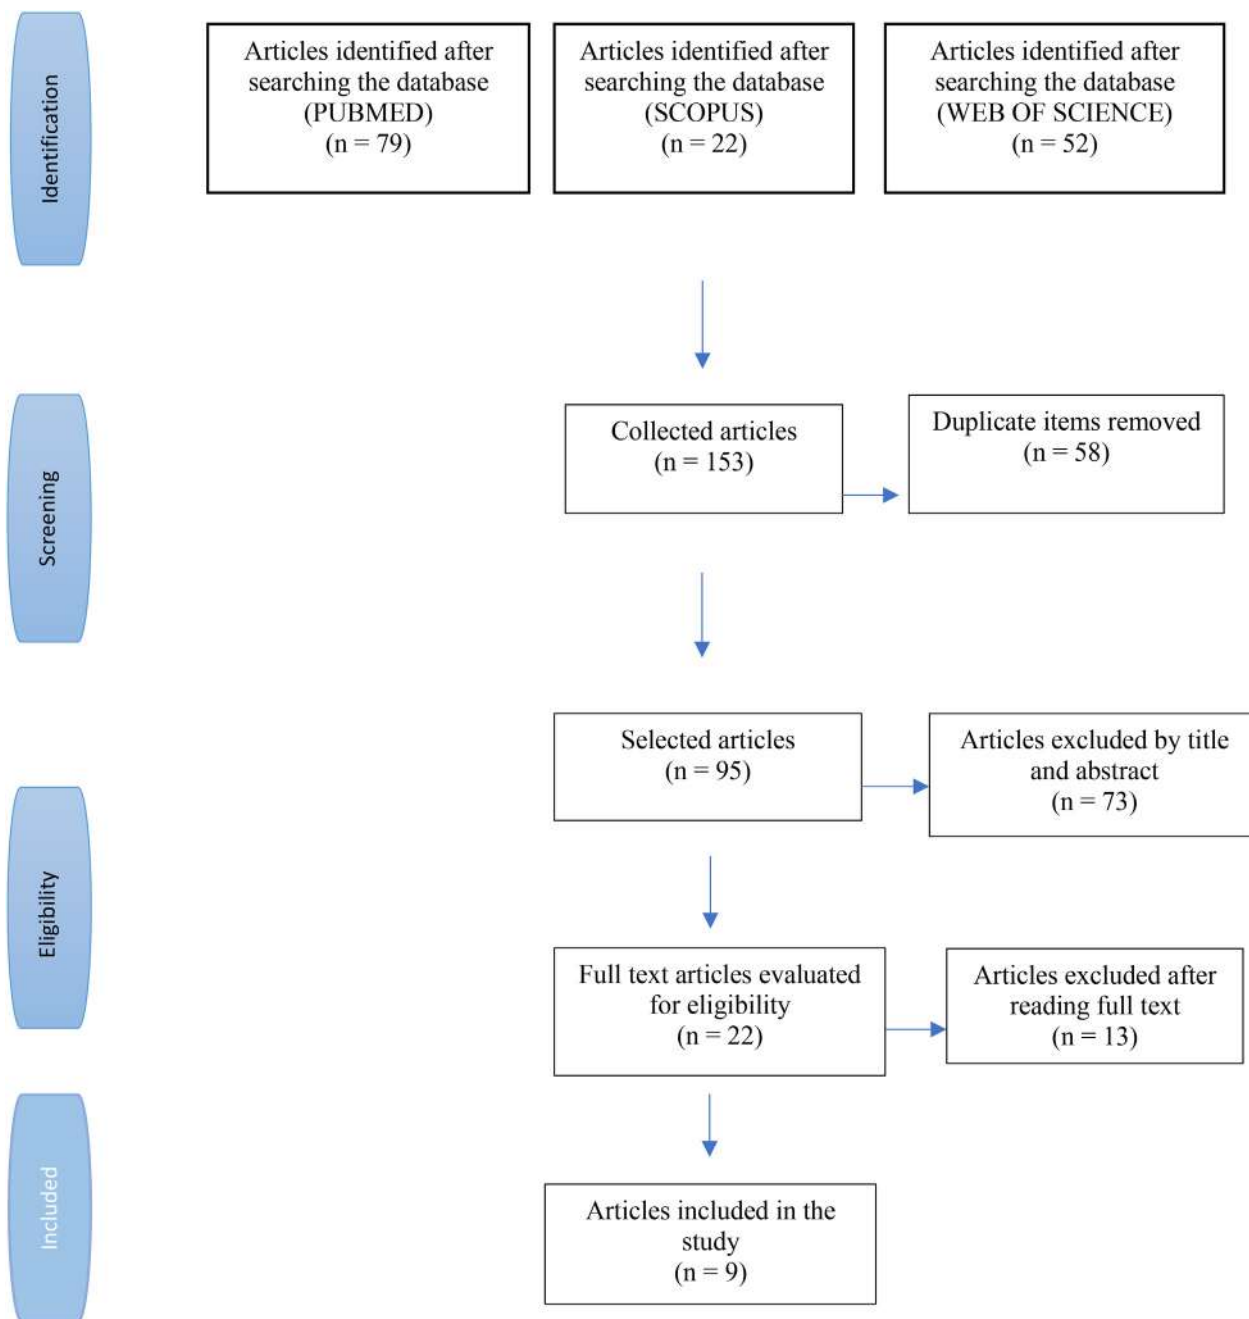 Identification
Articles identified after
searching the database
(PUBMED)
(n = 79)
Articles identified after
searching the database
(SCOPUS)
(n = 22)
Articles identified after
searching the database
(WEB OF SCIENCE)
(n = 52)
Screening
Collected articles
(n = 153)
Duplicate items removed
(n = 58)
Selected articles
(n = 95)
Articles excluded by title
and abstract
(n = 73)
Eligibility
Full text articles evaluated
for eligibility
(n = 22)
Articles excluded after
reading full text
(n = 13)
Included
Articles included in the
study
(n = 9)